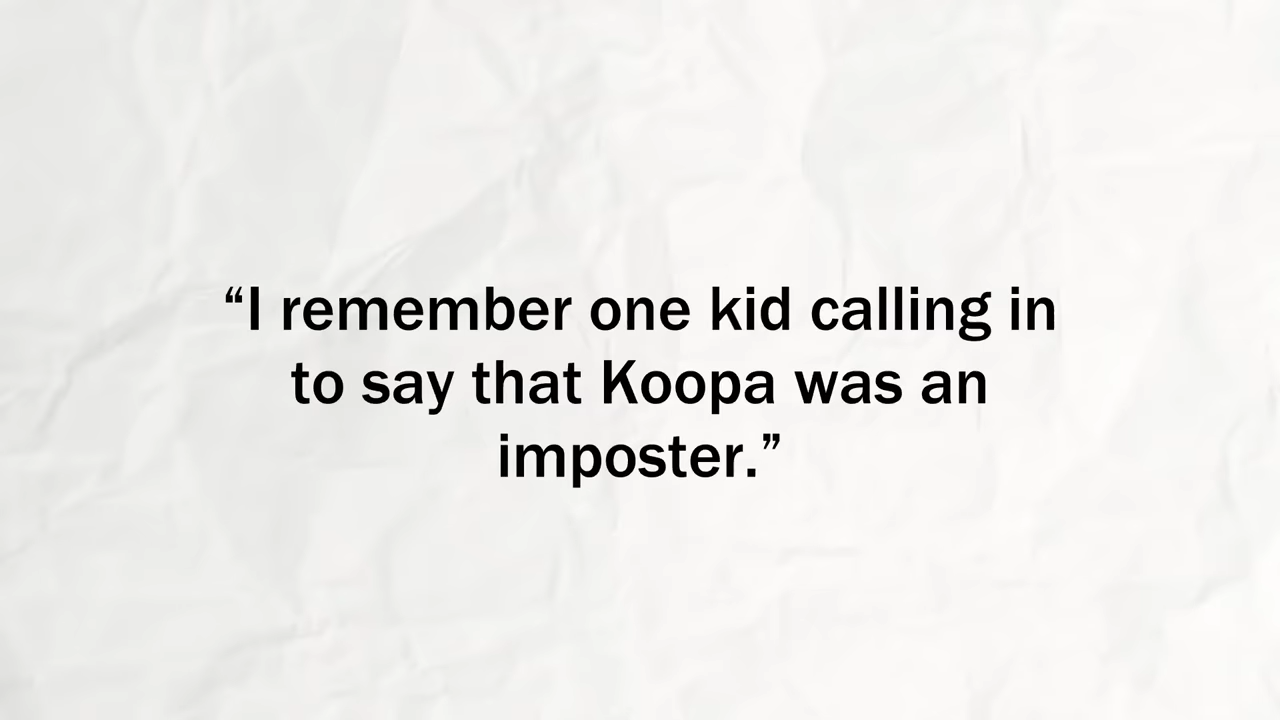 “I remember one kid calling in
to say that Koopa was an
imposter.”